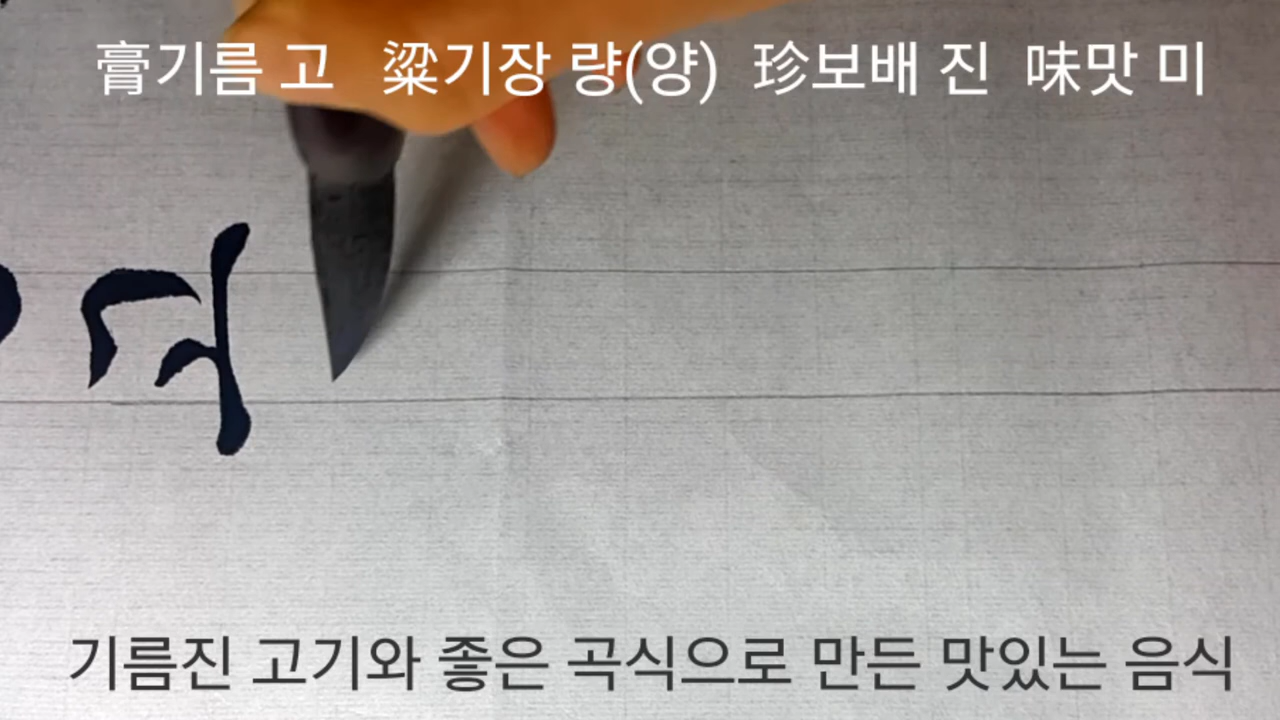 膏기름 고 粱기장 량(양) 珍보배 진 味맛 미
고
기름진 고기와 좋은 곡식으로 만든 맛있는 음식